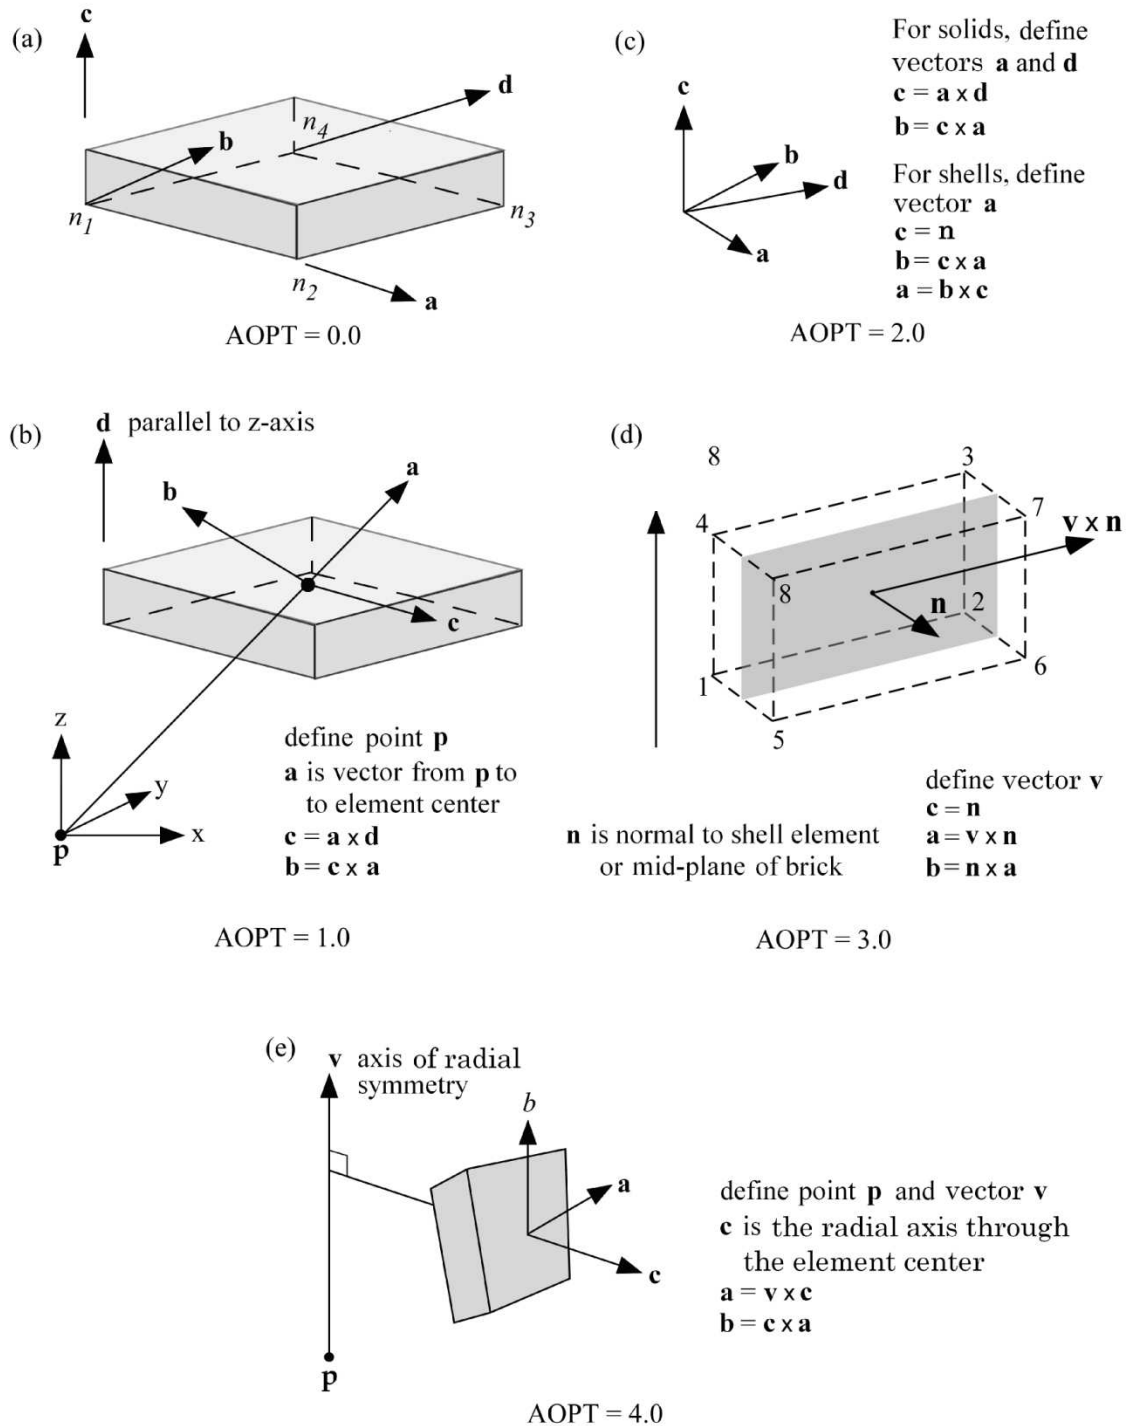 (a)
c
d
b
n4
n1
n3
n2
a
AOPT = 0.0
(c)
For solids, define
vectors a and d
c = a x d
b = c x a
c
b
d
a
For shells, define
vector a
c = n
b = c x a
a = b x c
AOPT = 2.0
(b)
d parallel to z-axis
a
b
c
z
y
x
p
define point p
a is vector from p to
to element center
c = a x d
b = c x a
AOPT = 1.0
(d)
8
3
4
7
v x n
8
n
2
1
6
5
define vector v
c = n
n is normal to shell element
a = v x n
or mid-plane of brick
b = n x a
AOPT = 3.0
(e)
v axis of radial
symmetry
b
a
c
p
define point p and vector v
c is the radial axis through
the element center
a = v x c
b = c x a
AOPT = 4.0